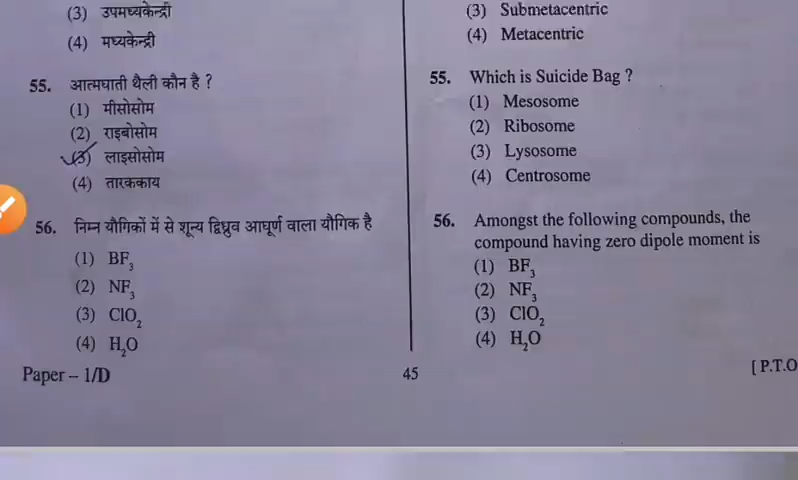 (3) उपमध्यकेन्द्री
(4) मध्यकेन्द्री
55. आत्मघाती थैली कौन है ?
(1) मीसोसोम
(2) राइबोसोम
(3) लाइसोसोम
(4) तारककाय
56. निम्न यौगिकों में से शून्य द्विध्रुव आघूर्ण वाला यौगिक है
(1) BF₃
(2) NF₃
(3) ClO₂
(4) H₂O
Paper – 1/D
(3) Submetacentric
(4) Metacentric
55. Which is Suicide Bag ?
(1) Mesosome
(2) Ribosome
(3) Lysosome
(4) Centrosome
56. Amongst the following compounds, the
compound having zero dipole moment is
(1) BF₃
(2) NF₃
(3) ClO₂
(4) H₂O
45
[ P.T.O